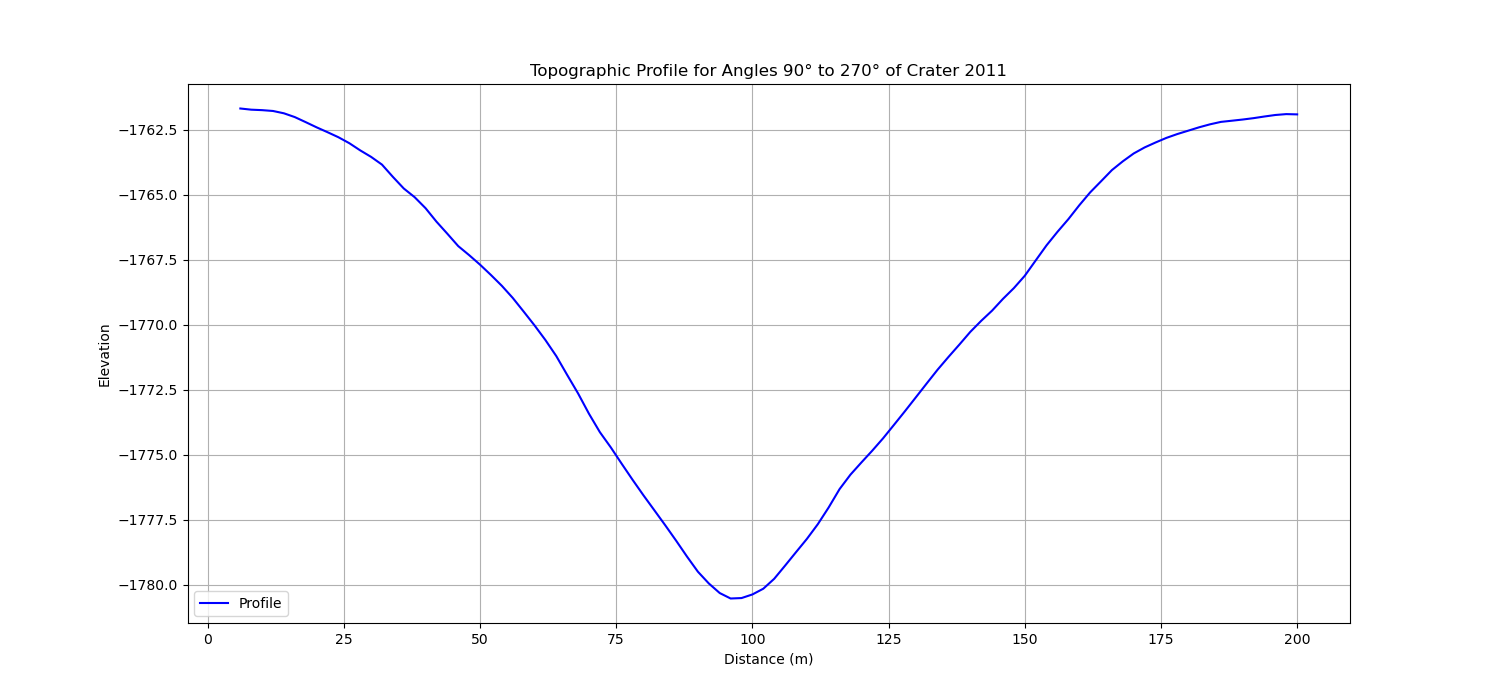 Topographic Profile for Angles 90° to 270° of Crater 2011
Elevation
−1762.5
−1765.0
−1767.5
−1770.0
−1772.5
−1775.0
−1777.5
−1780.0
Profile
0 25 50 75 100 125 150 175 200
Distance (m)